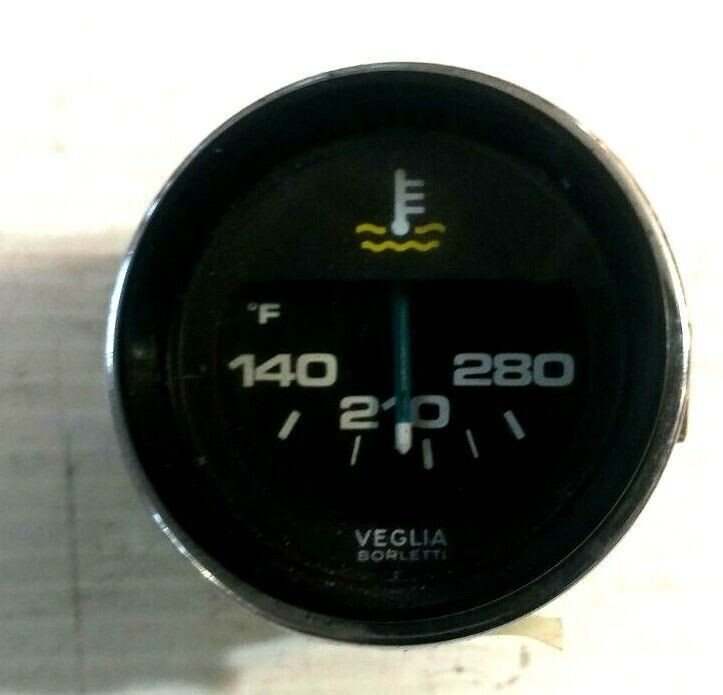 °F
140 280
210
VEGLIA
BORLETTI